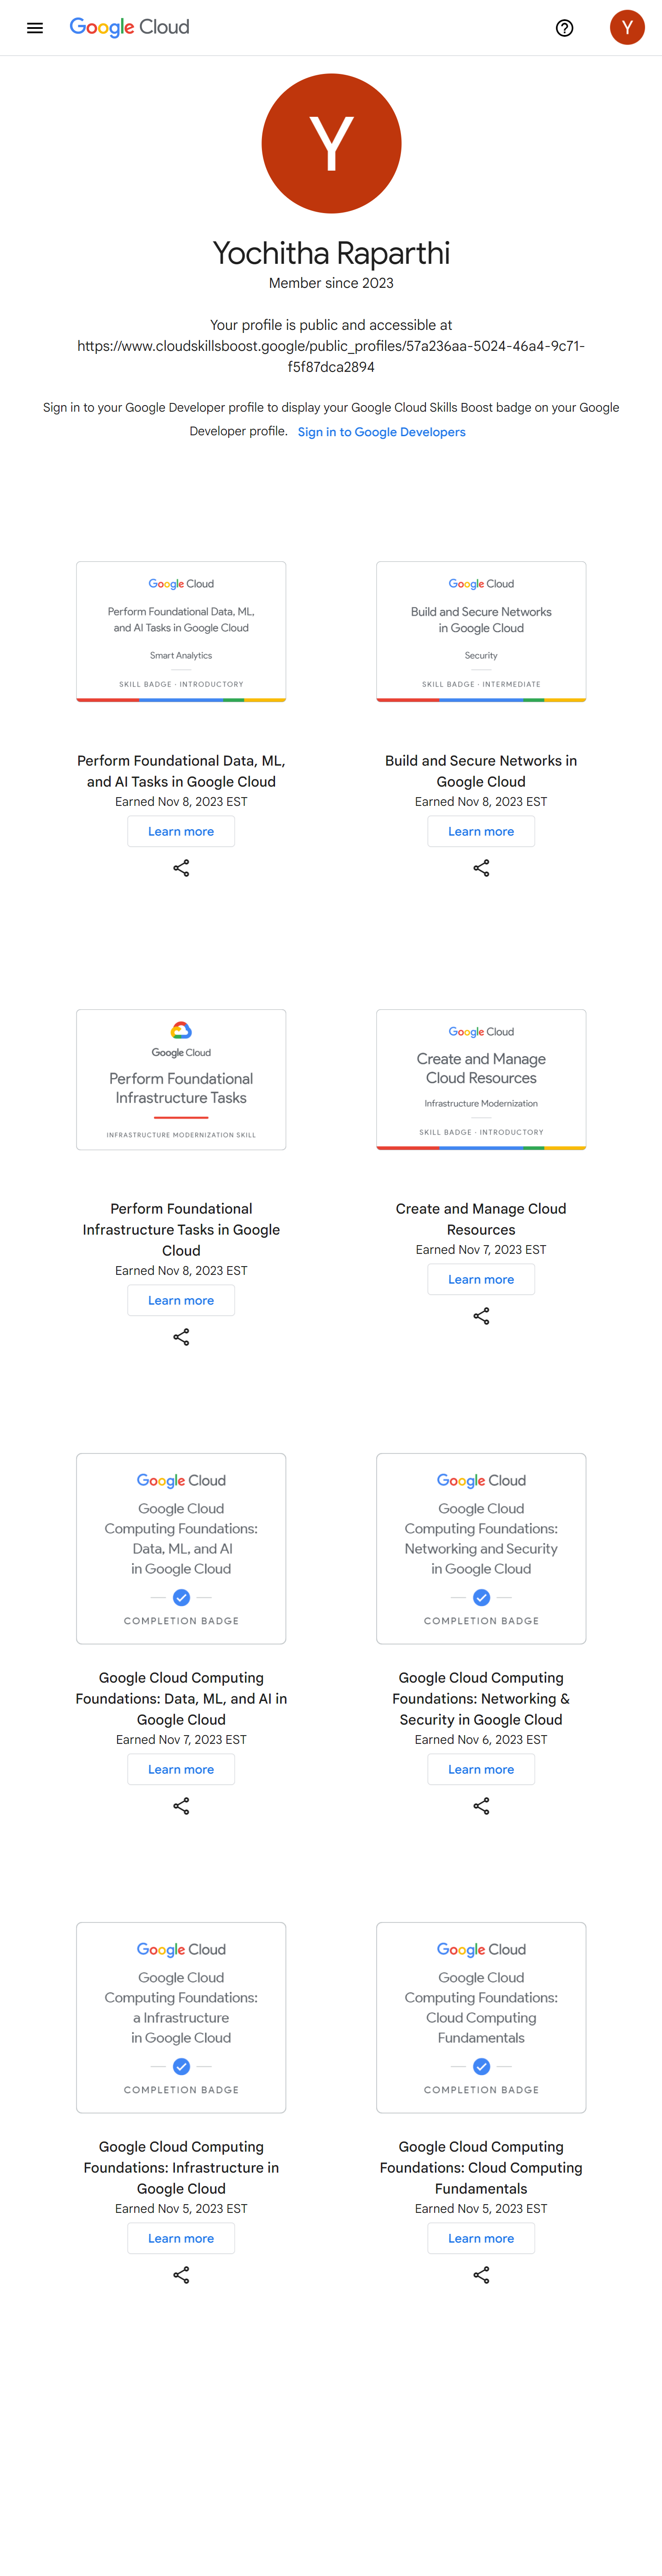 Google Cloud
Y
Y
Yochitha Raparthi
Member since 2023
Your profile is public and accessible at
https://www.cloudskillsboost.google/public_profiles/57a236aa-5024-46a4-9c71-
f5f87dca2894
Sign in to your Google Developer profile to display your Google Cloud Skills Boost badge on your Google
Developer profile. Sign in to Google Developers
Google Cloud
Perform Foundational Data, ML,
and AI Tasks in Google Cloud
Smart Analytics
SKILL BADGE · INTRODUCTORY
Perform Foundational Data, ML,
and AI Tasks in Google Cloud
Earned Nov 8, 2023 EST
Learn more
Google Cloud
Build and Secure Networks
in Google Cloud
Security
SKILL BADGE · INTERMEDIATE
Build and Secure Networks in
Google Cloud
Earned Nov 8, 2023 EST
Learn more
Google Cloud
Perform Foundational
Infrastructure Tasks
INFRASTRUCTURE MODERNIZATION SKILL
Perform Foundational
Infrastructure Tasks in Google
Cloud
Earned Nov 8, 2023 EST
Learn more
Google Cloud
Create and Manage
Cloud Resources
Infrastructure Modernization
SKILL BADGE · INTRODUCTORY
Create and Manage Cloud
Resources
Earned Nov 7, 2023 EST
Learn more
Google Cloud
Google Cloud
Computing Foundations:
Data, ML, and AI
in Google Cloud
COMPLETION BADGE
Google Cloud Computing
Foundations: Data, ML, and AI in
Google Cloud
Earned Nov 7, 2023 EST
Learn more
Google Cloud
Google Cloud
Computing Foundations:
Networking and Security
in Google Cloud
COMPLETION BADGE
Google Cloud Computing
Foundations: Networking &
Security in Google Cloud
Earned Nov 6, 2023 EST
Learn more
Google Cloud
Google Cloud
Computing Foundations:
a Infrastructure
in Google Cloud
COMPLETION BADGE
Google Cloud Computing
Foundations: Infrastructure in
Google Cloud
Earned Nov 5, 2023 EST
Learn more
Google Cloud
Google Cloud
Computing Foundations:
Cloud Computing
Fundamentals
COMPLETION BADGE
Google Cloud Computing
Foundations: Cloud Computing
Fundamentals
Earned Nov 5, 2023 EST
Learn more